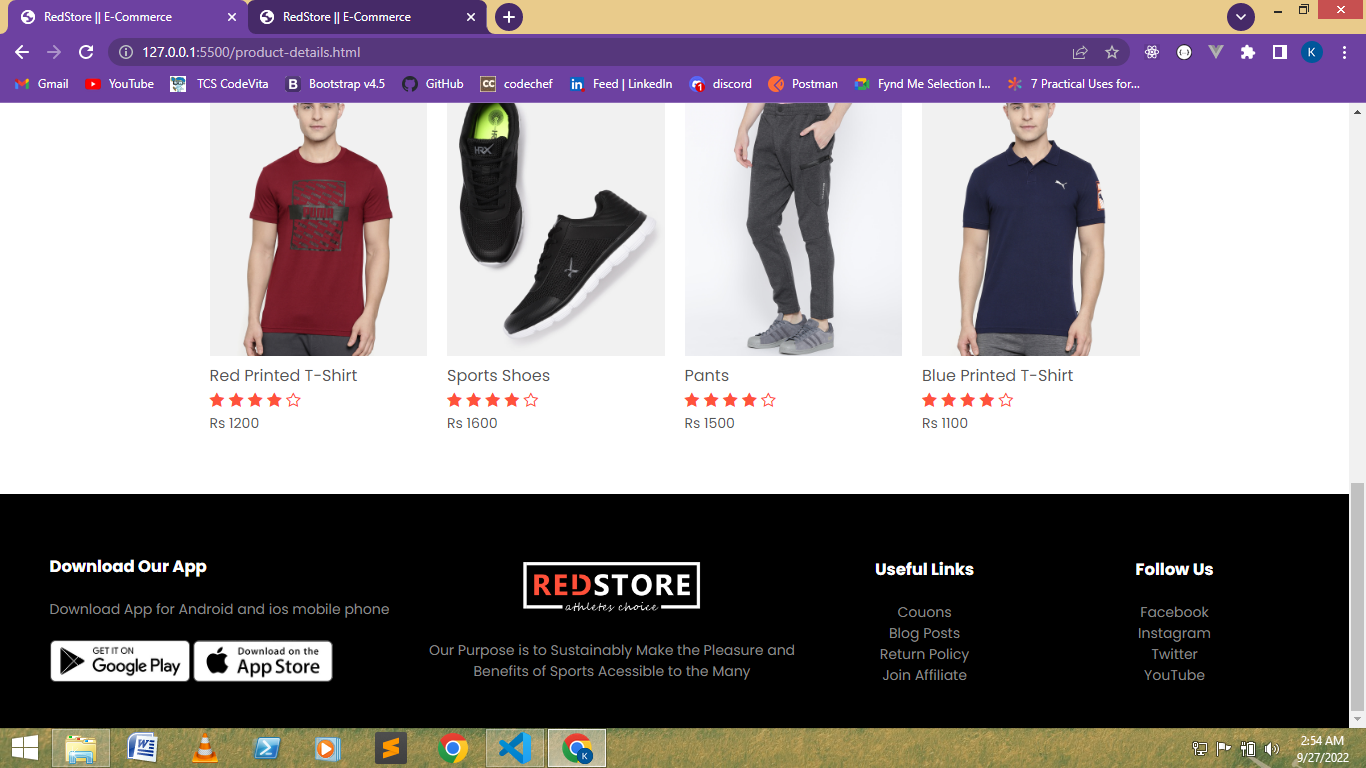 RedStore || E-Commerce
RedStore || E-Commerce
127.0.0.1:5500/product-details.html
K
Gmail
YouTube
TCS CodeVita
B
Bootstrap v4.5
GitHub
CC
codechef
in
Feed | LinkedIn
1
discord
Postman
Fynd Me Selection I...
7 Practical Uses for...
HRX
PUMA
Red Printed T-Shirt
Sports Shoes
Pants
Blue Printed T-Shirt
Rs 1200
Rs 1600
Rs 1500
Rs 1100
Download Our App
Download App for Android and ios mobile phone
GET IT ON
Google Play
Download on the
App Store
REDSTORE
athletes choice
Our Purpose is to Sustainably Make the Pleasure and
Benefits of Sports Acessible to the Many
Useful Links
Couons
Blog Posts
Return Policy
Join Affiliate
Follow Us
Facebook
Instagram
Twitter
YouTube
W
S
K
2:54 AM
9/27/2022